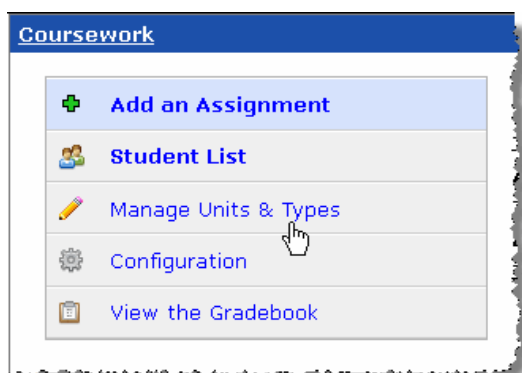 Coursework
Add an Assignment
Student List
Manage Units & Types
Configuration
View the Gradebook